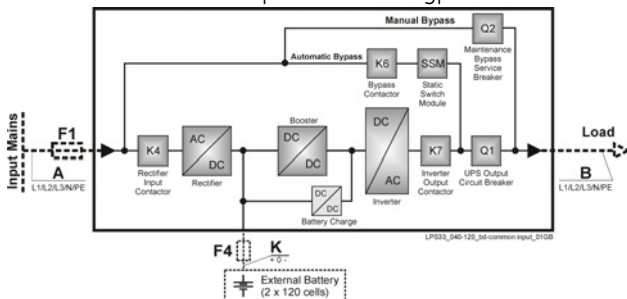 Manual Bypass
Q2
Maintenance
Bypass
Service
Breaker
Automatic Bypass
K6
SSM
Bypass
Contactor
Static
Switch
Module
Input Mains
F1
A
L1/L2/L3/N/PE
K4
Rectifier
Input
Contactor
AC
DC
Rectifier
Booster
DC
DC
DC
DC
Battery Charge
DC
AC
Inverter
K7
Inverter
Output
Contactor
Q1
UPS Output
Circuit Breaker
Load
B
L1/L2/L3/N/PE
LPS33_040-120_bd-common input_01GB
F4
K
+ 0 -
External Battery
(2 x 120 cells)